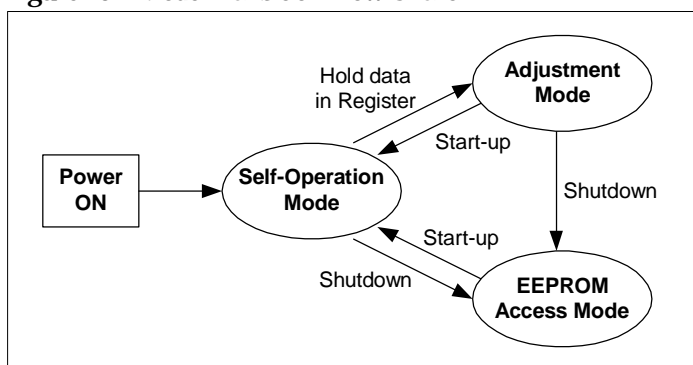 Hold data
in Register
Adjustment
Mode
Start-up
Power
ON
Self-Operation
Mode
Shutdown
Start-up
Shutdown
EEPROM
Access Mode